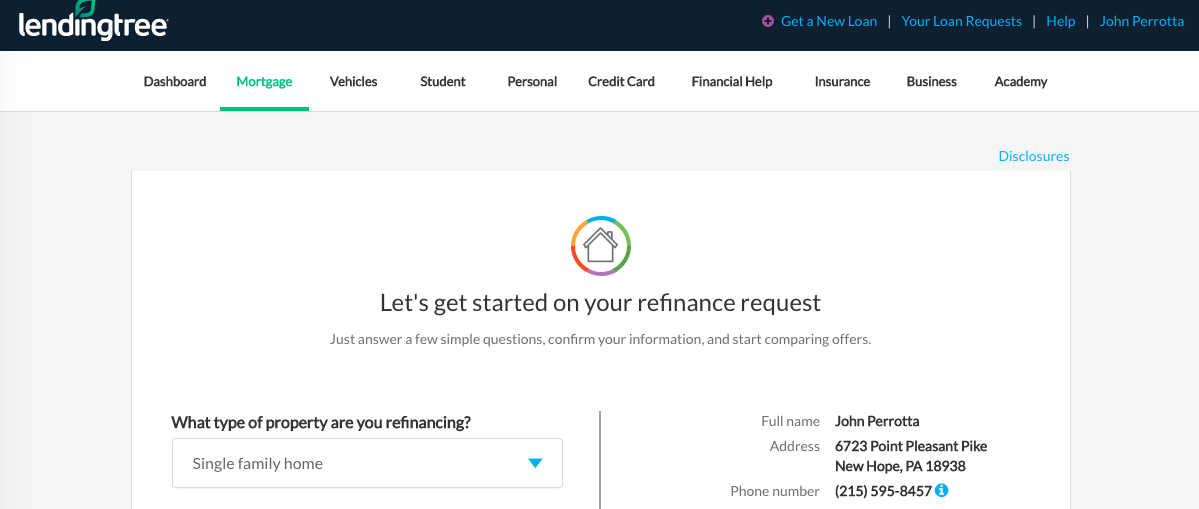 lendingtree
Get a New Loan | Your Loan Requests | Help | John Perrotta
Dashboard Mortgage Vehicles Student Personal Credit Card Financial Help Insurance Business Academy
Disclosures
Let's get started on your refinance request
Just answer a few simple questions, confirm your information, and start comparing offers.
What type of property are you refinancing?
Single family home
Full name John Perrotta
Address 6723 Point Pleasant Pike
New Hope, PA 18938
Phone number (215) 595-8457